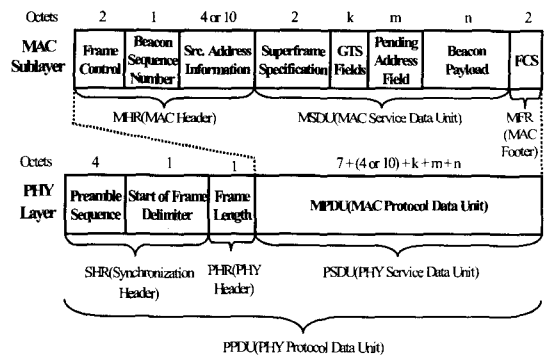 Octets 2 1 4 or 10 2 k m n 2
MAC Sublayer
Frame Control
Beacon Sequence Number
Src. Address Information
Superframe Specification
GTS Fields
Pending Address Field
Beacon Payload
FCS
MHR(MAC Header)
MSDU(MAC Service Data Unit)
MFR (MAC Footer)
Octets 4 1 1 7 + (4 or 10) + k + m + n
PHY Layer
Preamble Sequence
Start of Frame Delimiter
Frame Length
MPDU(MAC Protocol Data Unit)
SHR(Synchronization Header)
PHR(PHY Header)
PSDU(PHY Service Data Unit)
PPDU(PHY Protocol Data Unit)